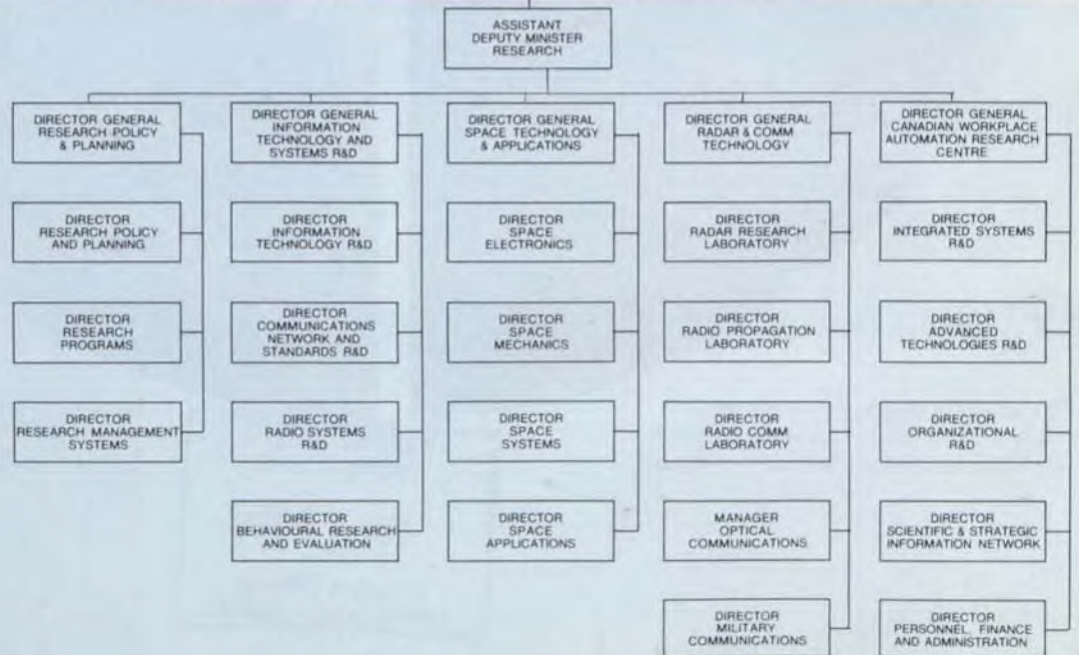 ASSISTANT
DEPUTY MINISTER
RESEARCH
DIRECTOR GENERAL
RESEARCH POLICY
& PLANNING
DIRECTOR
RESEARCH POLICY
AND PLANNING
DIRECTOR
RESEARCH
PROGRAMS
DIRECTOR
RESEARCH MANAGEMENT
SYSTEMS
DIRECTOR GENERAL
INFORMATION
TECHNOLOGY AND
SYSTEMS R&D
DIRECTOR
INFORMATION
TECHNOLOGY R&D
DIRECTOR
COMMUNICATIONS
NETWORK AND
STANDARDS R&D
DIRECTOR
RADIO SYSTEMS
R&D
DIRECTOR
BEHAVIOURAL RESEARCH
AND EVALUATION
DIRECTOR GENERAL
SPACE TECHNOLOGY
& APPLICATIONS
DIRECTOR
SPACE
ELECTRONICS
DIRECTOR
SPACE
MECHANICS
DIRECTOR
SPACE
SYSTEMS
DIRECTOR
SPACE
APPLICATIONS
DIRECTOR GENERAL
RADAR & COMM
TECHNOLOGY
DIRECTOR
RADAR RESEARCH
LABORATORY
DIRECTOR
RADIO PROPAGATION
LABORATORY
DIRECTOR
RADIO COMM
LABORATORY
MANAGER
OPTICAL
COMMUNICATIONS
DIRECTOR
MILITARY
COMMUNICATIONS
DIRECTOR GENERAL
CANADIAN WORKPLACE
AUTOMATION RESEARCH
CENTRE
DIRECTOR
INTEGRATED SYSTEMS
R&D
DIRECTOR
ADVANCED
TECHNOLOGIES R&D
DIRECTOR
ORGANIZATIONAL
R&D
DIRECTOR
SCIENTIFIC & STRATEGIC
INFORMATION NETWORK
DIRECTOR
PERSONNEL, FINANCE
AND ADMINISTRATION